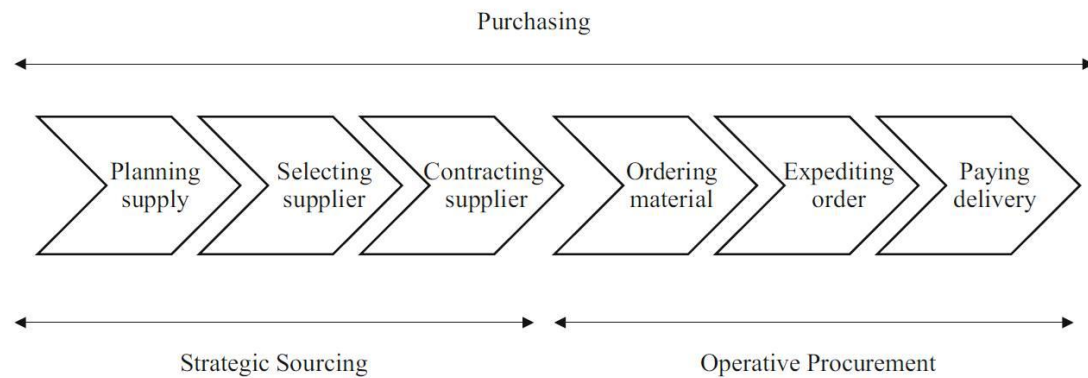 Purchasing
Planning
supply
Selecting
supplier
Contracting
supplier
Ordering
material
Expediting
order
Paying
delivery
Strategic Sourcing
Operative Procurement